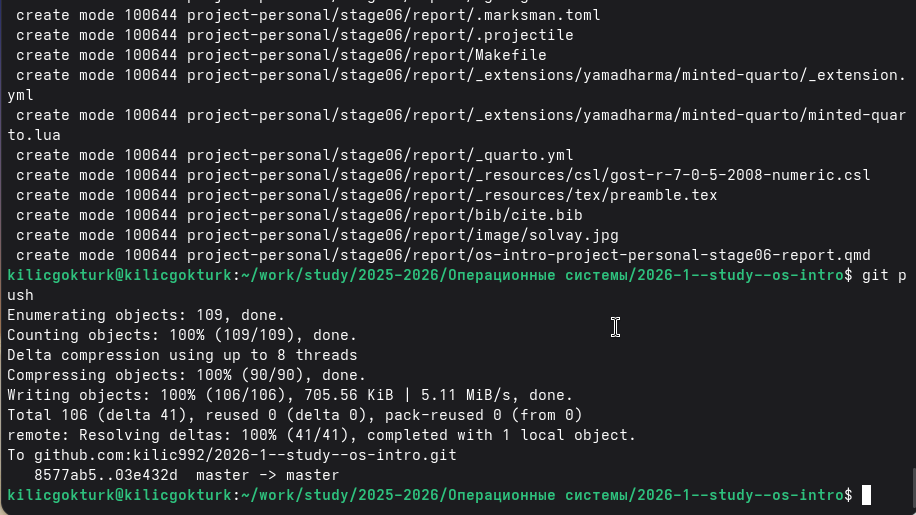 create mode 100644 project-personal/stage06/report/.marksman.toml
create mode 100644 project-personal/stage06/report/.projectile
create mode 100644 project-personal/stage06/report/Makefile
create mode 100644 project-personal/stage06/report/_extensions/yamadharma/minted-quarto/_extension.
yml
create mode 100644 project-personal/stage06/report/_extensions/yamadharma/minted-quarto/minted-quar
to.lua
create mode 100644 project-personal/stage06/report/_quarto.yml
create mode 100644 project-personal/stage06/report/_resources/csl/gost-r-7-0-5-2008-numeric.csl
create mode 100644 project-personal/stage06/report/_resources/tex/preamble.tex
create mode 100644 project-personal/stage06/report/bib/cite.bib
create mode 100644 project-personal/stage06/report/image/solvay.jpg
create mode 100644 project-personal/stage06/report/os-intro-project-personal-stage06-report.qmd
kilicgokturk@kilicgokturk:~/work/study/2025-2026/Операционные системы/2026-1--study--os-intro$ git p
ush
Enumerating objects: 109, done.
Counting objects: 100% (109/109), done.
Delta compression using up to 8 threads
Compressing objects: 100% (90/90), done.
Writing objects: 100% (106/106), 705.56 KiB | 5.11 MiB/s, done.
Total 106 (delta 41), reused 0 (delta 0), pack-reused 0 (from 0)
remote: Resolving deltas: 100% (41/41), completed with 1 local object.
To github.com:kilic992/2026-1--study--os-intro.git
8577ab5..03e432d  master -> master
kilicgokturk@kilicgokturk:~/work/study/2025-2026/Операционные системы/2026-1--study--os-intro$